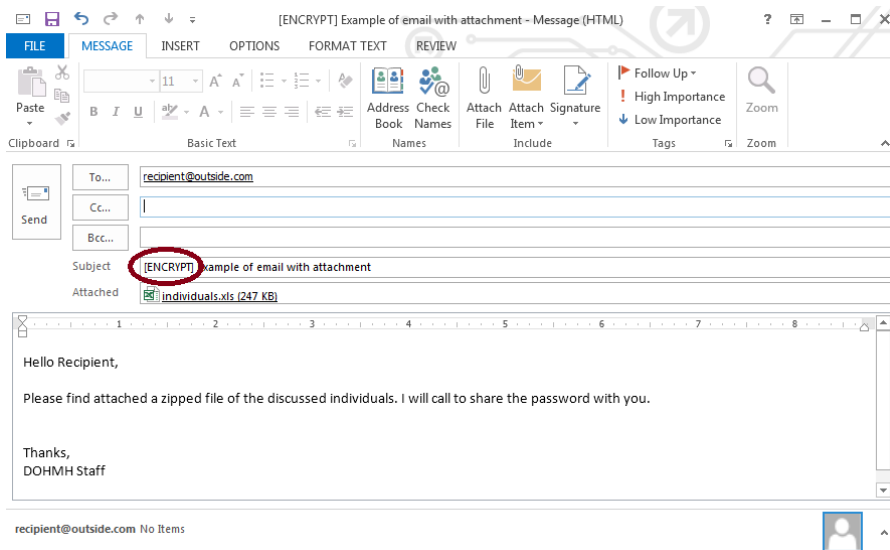 [ENCRYPT] Example of email with attachment - Message (HTML)
FILE MESSAGE INSERT OPTIONS FORMAT TEXT REVIEW
Paste
Clipboard
11
B I U
Basic Text
Address Book
Check Names
Names
Attach File
Attach Item
Signature
Include
Follow Up
High Importance
Low Importance
Tags
Zoom
Zoom
Send
To... recipient@outside.com
Cc...
Bcc...
Subject [ENCRYPT] Example of email with attachment
Attached individuals.xls (247 KB)
1 2 3 4 5 6 7 8
Hello Recipient,
Please find attached a zipped file of the discussed individuals. I will call to share the password with you.
Thanks,
DOHMH Staff
recipient@outside.com No Items